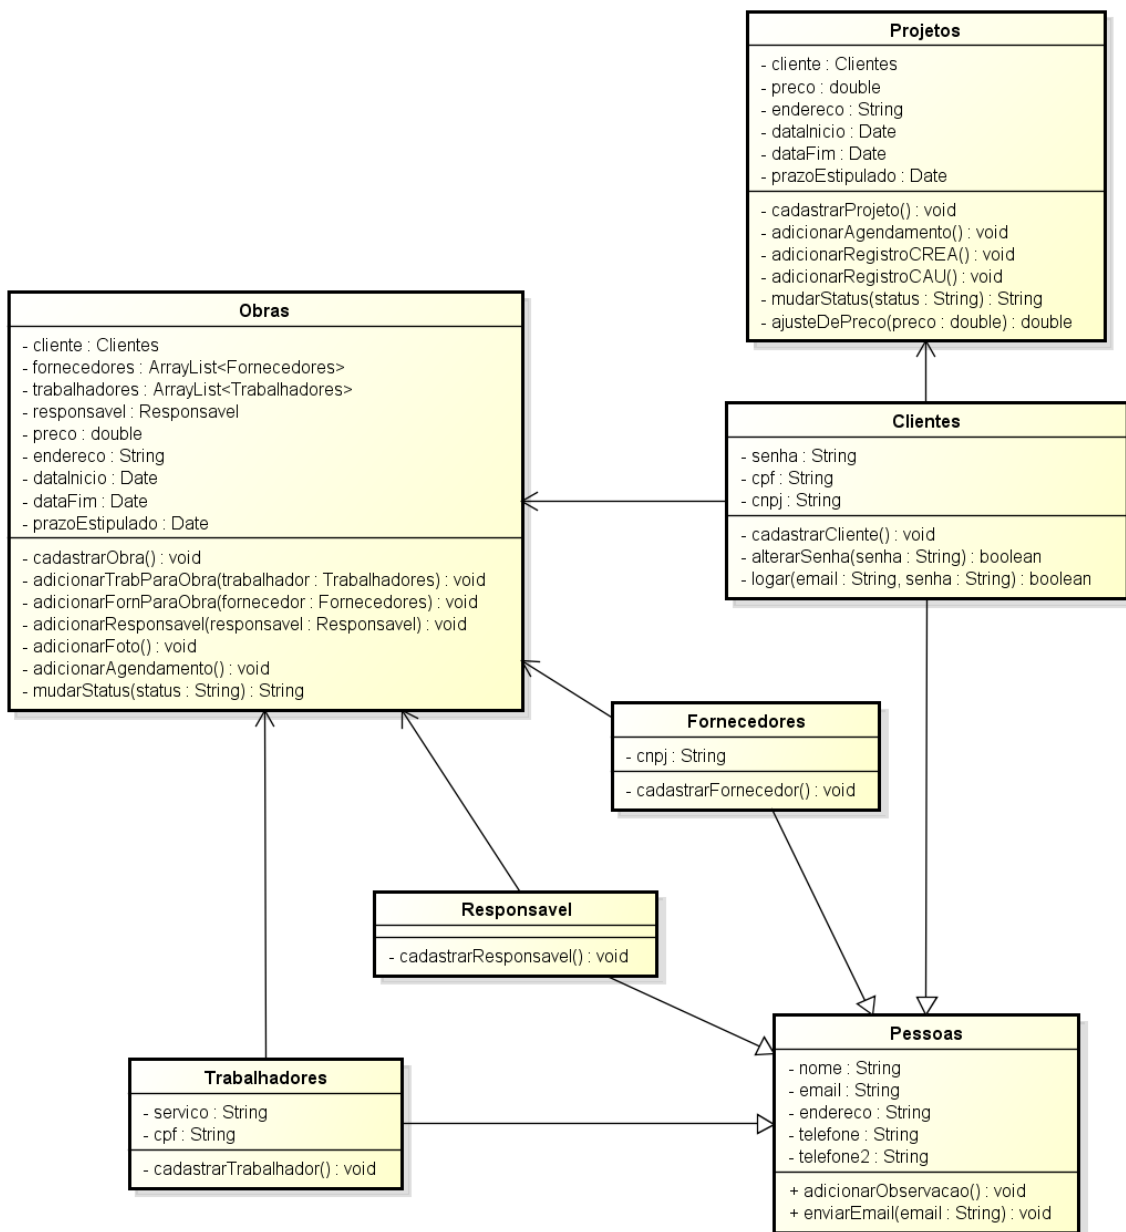 Projetos
- cliente : Clientes
- preco : double
- endereco : String
- dataInicio : Date
- dataFim : Date
- prazoEstipulado : Date
- cadastrarProjeto() : void
- adicionarAgendamento() : void
- adicionarRegistroCREA() : void
- adicionarRegistroCAU() : void
- mudarStatus(status : String) : String
- ajusteDePreco(preco : double) : double
Obras
- cliente : Clientes
- fornecedores : ArrayList<Fornecedores>
- trabalhadores : ArrayList<Trabalhadores>
- responsavel : Responsavel
- preco : double
- endereco : String
- dataInicio : Date
- dataFim : Date
- prazoEstipulado : Date
- cadastrarObra() : void
- adicionarTrabParaObra(trabalhador : Trabalhadores) : void
- adicionarFornParaObra(fornecedor : Fornecedores) : void
- adicionarResponsavel(responsavel : Responsavel) : void
- adicionarFoto() : void
- adicionarAgendamento() : void
- mudarStatus(status : String) : String
Clientes
- senha : String
- cpf : String
- cnpj : String
- cadastrarCliente() : void
- alterarSenha(senha : String) : boolean
- logar(email : String, senha : String) : boolean
Fornecedores
- cnpj : String
- cadastrarFornecedor() : void
Responsavel
- cadastrarResponsavel() : void
Trabalhadores
- servico : String
- cpf : String
- cadastrarTrabalhador() : void
Pessoas
- nome : String
- email : String
- endereco : String
- telefone : String
- telefone2 : String
+ adicionarObservacao() : void
+ enviarEmail(email : String) : void